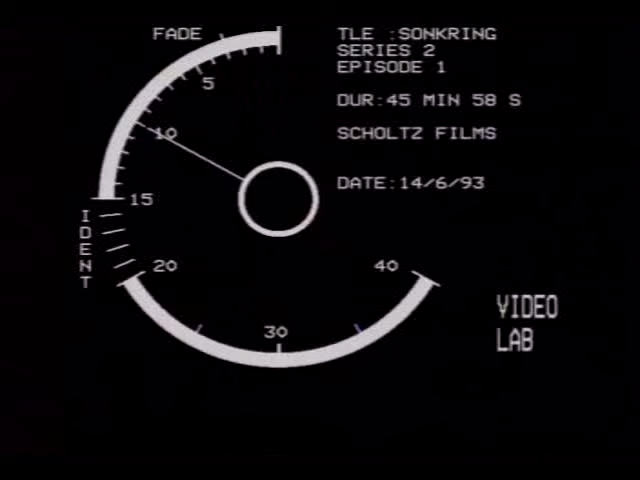 FADE
TLE :SONKRING
SERIES 2
EPISODE 1
5
DUR:45 MIN 58 S
10
SCHOLTZ FILMS
DATE:14/6/93
15
IDENT
20
40
30
VIDEO
LAB